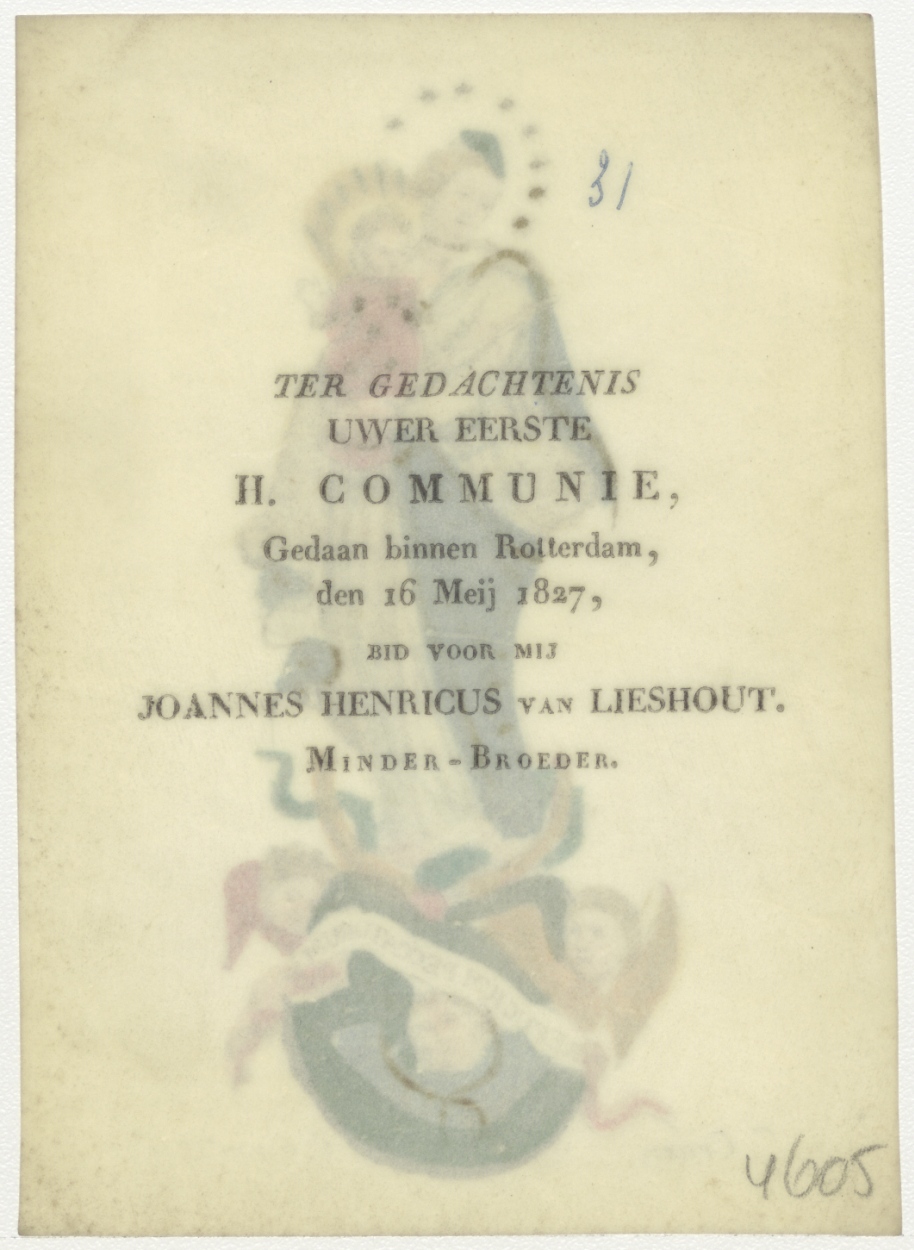 31
TER GEDACHTENIS
UWER EERSTE
H. COMMUNIE,
Gedaan binnen Rotterdam,
den 16 Meij 1827,
BID VOOR MIJ
JOANNES HENRICUS VAN LIESHOUT.
MINDER-BROEDER.
4605